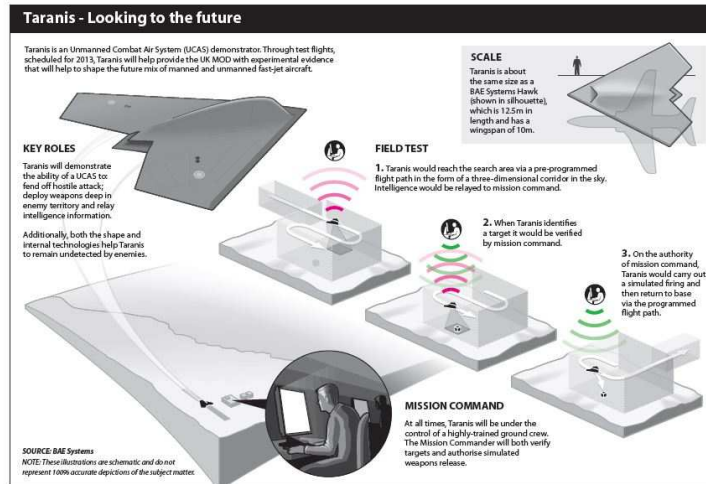 Taranis - Looking to the future
Taranis is an Unmanned Combat Air System (UCAS) demonstrator. Through test flights,
scheduled for 2013, Taranis will help provide the UK MOD with experimental evidence
that will help to shape the future mix of manned and unmanned fast-jet aircraft.
SCALE
Taranis is about
the same size as a
BAE Systems Hawk
(shown in silhouette),
which is 12.5m in
length and has a
wingspan of 10m.
KEY ROLES
Taranis will demonstrate
the ability of a UCAS to:
fend off hostile attack;
deploy weapons deep in
enemy territory and relay
intelligence information.
Additionally, both the shape and
internal technologies help Taranis
to remain undetected by enemies.
FIELD TEST
1. Taranis would reach the search area via a pre-programmed
flight path in the form of a three-dimensional corridor in the sky.
Intelligence would be relayed to mission command.
2. When Taranis identifies
a target it would be verified
by mission command.
3. On the authority
of mission command,
Taranis would carry out
a simulated firing and
then return to base
via the programmed
flight path.
MISSION COMMAND
At all times, Taranis will be under the
control of a highly-trained ground crew.
The Mission Commander will both verify
targets and authorise simulated
weapons release.
SOURCE: BAE Systems
NOTE: These illustrations are schematic and do not
represent 100% accurate depictions of the subject matter.